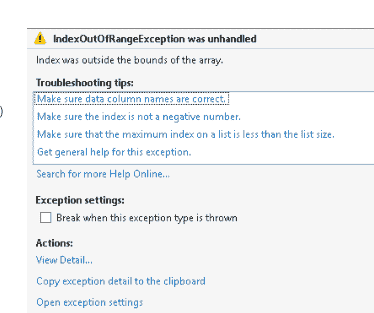 IndexOutOfRangeException was unhandled
Index was outside the bounds of the array.
Troubleshooting tips:
)
Make sure data column names are correct.
Make sure the index is not a negative number.
Make sure that the maximum index on a list is less than the list size.
Get general help for this exception.
Search for more Help Online...
Exception settings:
Break when this exception type is thrown
Actions:
View Detail...
Copy exception detail to the clipboard
Open exception settings